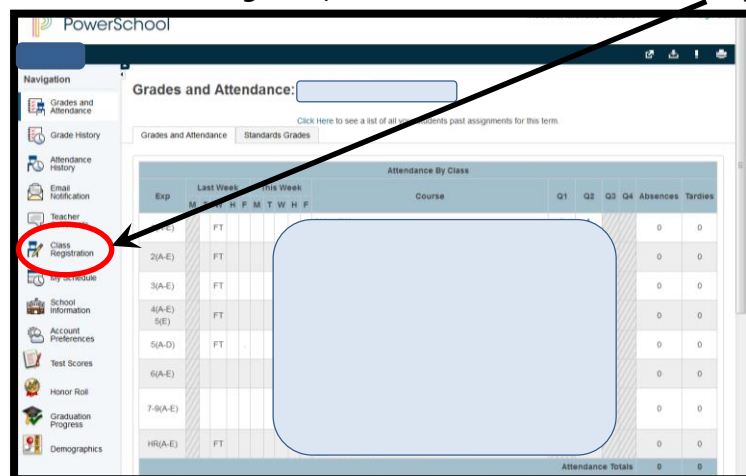 PowerSchool
Navigation
Grades and Attendance
Grade History
Attendance History
Email Notification
Teacher
Class Registration
My Schedule
School Information
Account Preferences
Test Scores
Honor Roll
Graduation Progress
Demographics
Grades and Attendance:
Click Here to see a list of all your students past assignments for this term.
Grades and Attendance Standards Grades
Attendance By Class
Exp Last Week This Week Course Q1 Q2 Q3 Q4 Absences Tardies
M T W H F M T W H F
FT 0 0
2(A-E) FT 0 0
3(A-E) FT 0 0
4(A-E) 5(E) FT 0 0
5(A-D) FT 0 0
6(A-E) 0 0
7-9(A-E) 0 0
HR(A-E) FT 0 0
Attendance Totals 0 0